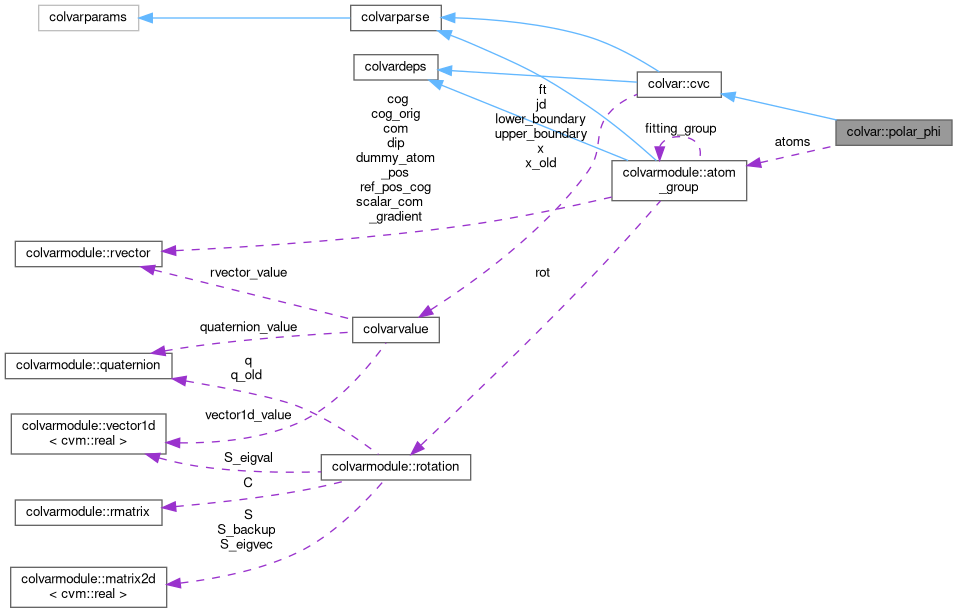 colvarparams
colvarparse
colvardeps
colvar::cvc
colvar::polar_phi
cog
cog_orig
com
dip
dummy_atom
_pos
ref_pos_cog
scalar_com
_gradient
ft
jd
lower_boundary
upper_boundary
x
x_old
fitting_group
atoms
colvarmodule::atom
_group
colvarmodule::rvector
rvector_value
rot
colvarvalue
quaternion_value
colvarmodule::quaternion
q
q_old
vector1d_value
colvarmodule::vector1d
< cvm::real >
S_eigval
colvarmodule::rotation
C
colvarmodule::rmatrix
S
S_backup
S_eigvec
colvarmodule::matrix2d
< cvm::real >